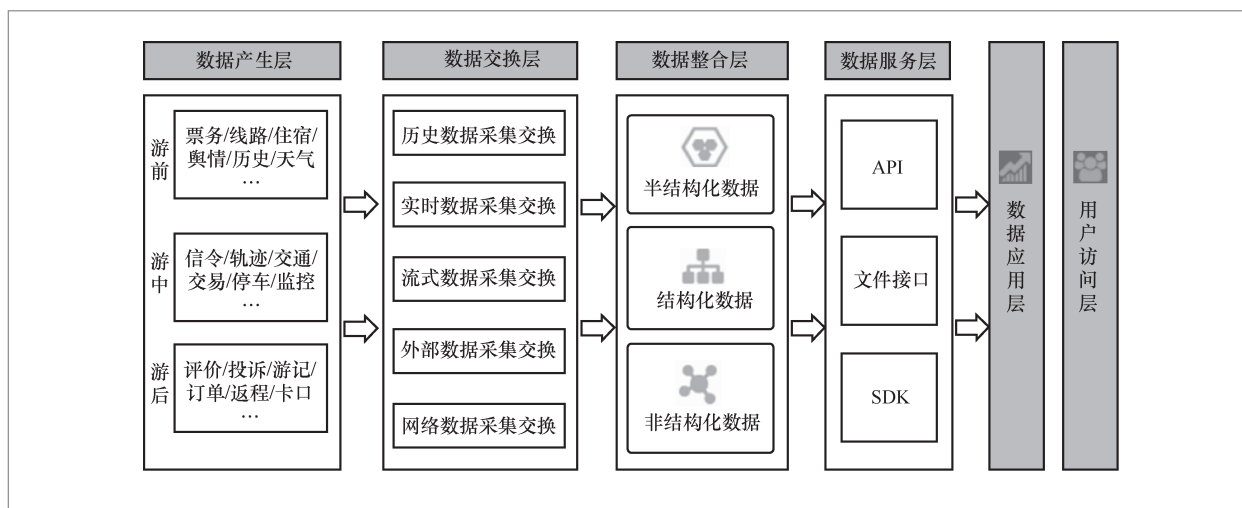 数据产生层
游前
票务/线路/住宿/
舆情/历史/天气
…
游中
信令/轨迹/交通/
交易/停车/监控
…
游后
评价/投诉/游记/
订单/返程/卡口
…
数据交换层
历史数据采集交换
实时数据采集交换
流式数据采集交换
外部数据采集交换
网络数据采集交换
数据整合层
半结构化数据
结构化数据
非结构化数据
数据服务层
API
文件接口
SDK
数据应用层
用户访问层